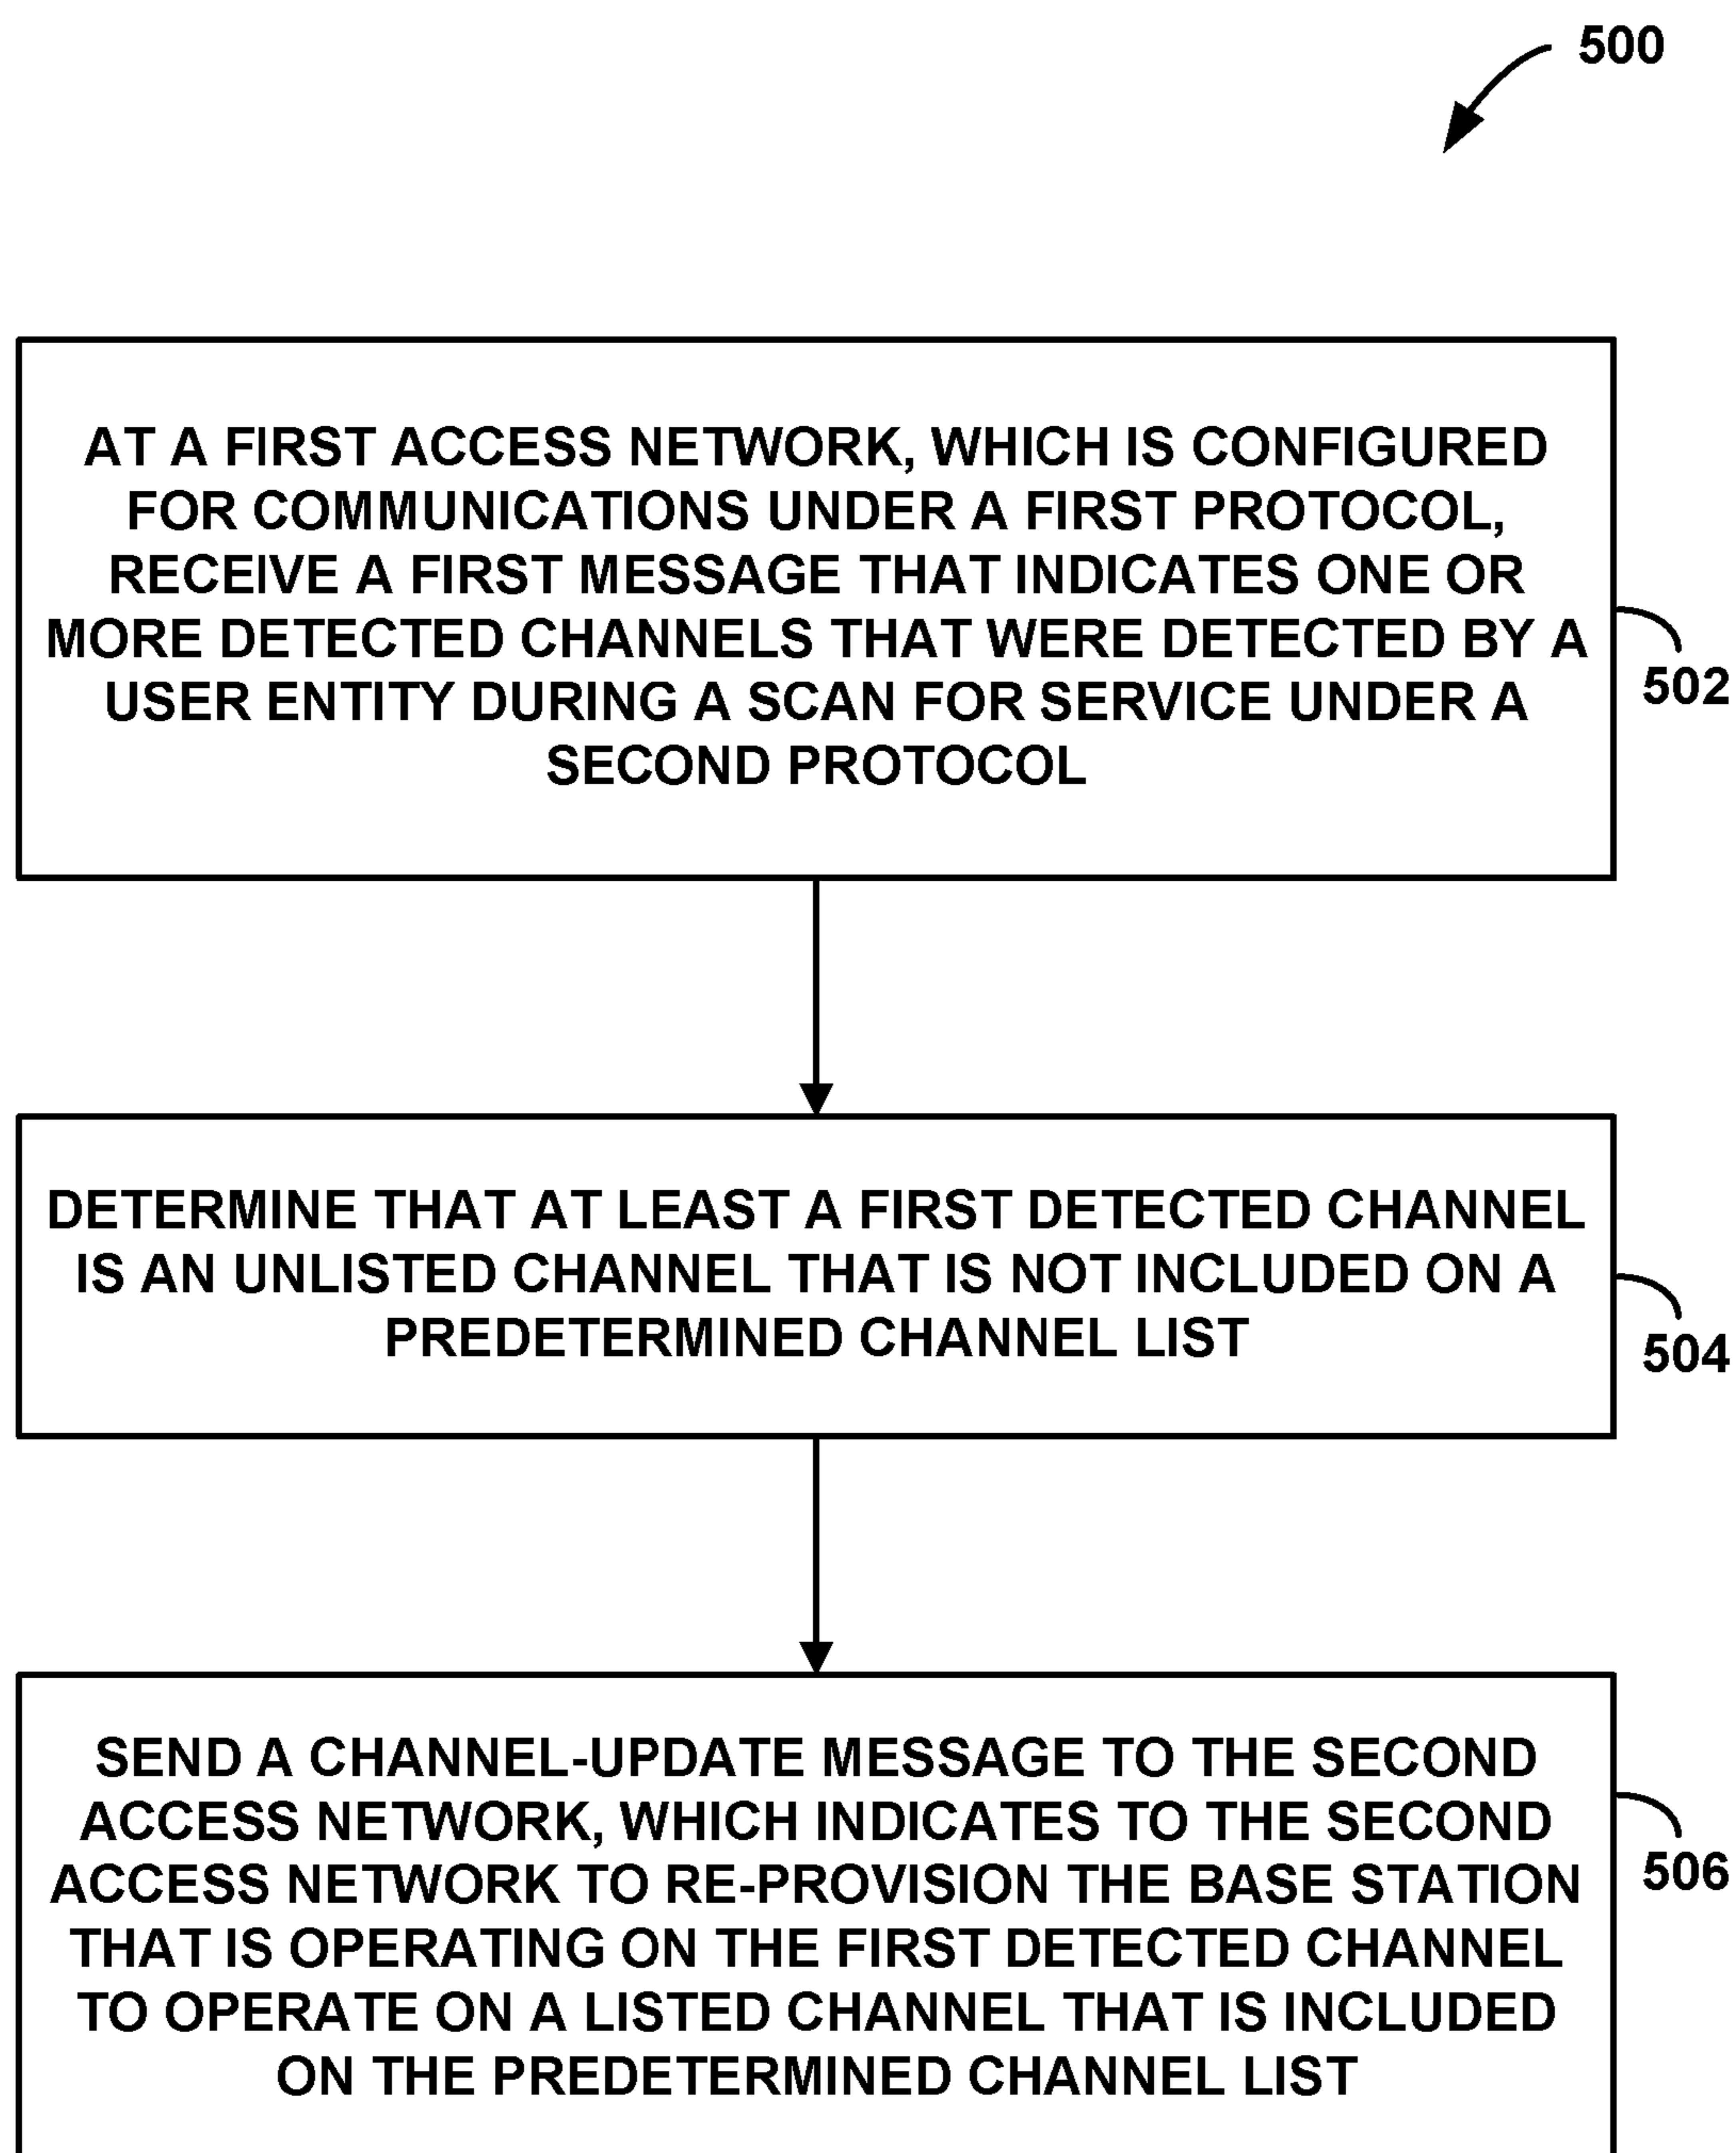 500
AT A FIRST ACCESS NETWORK, WHICH IS CONFIGURED
FOR COMMUNICATIONS UNDER A FIRST PROTOCOL,
RECEIVE A FIRST MESSAGE THAT INDICATES ONE OR
MORE DETECTED CHANNELS THAT WERE DETECTED BY A
USER ENTITY DURING A SCAN FOR SERVICE UNDER A
SECOND PROTOCOL
502
DETERMINE THAT AT LEAST A FIRST DETECTED CHANNEL
IS AN UNLISTED CHANNEL THAT IS NOT INCLUDED ON A
PREDETERMINED CHANNEL LIST
504
SEND A CHANNEL-UPDATE MESSAGE TO THE SECOND
ACCESS NETWORK, WHICH INDICATES TO THE SECOND
ACCESS NETWORK TO RE-PROVISION THE BASE STATION
THAT IS OPERATING ON THE FIRST DETECTED CHANNEL
TO OPERATE ON A LISTED CHANNEL THAT IS INCLUDED
ON THE PREDETERMINED CHANNEL LIST
506